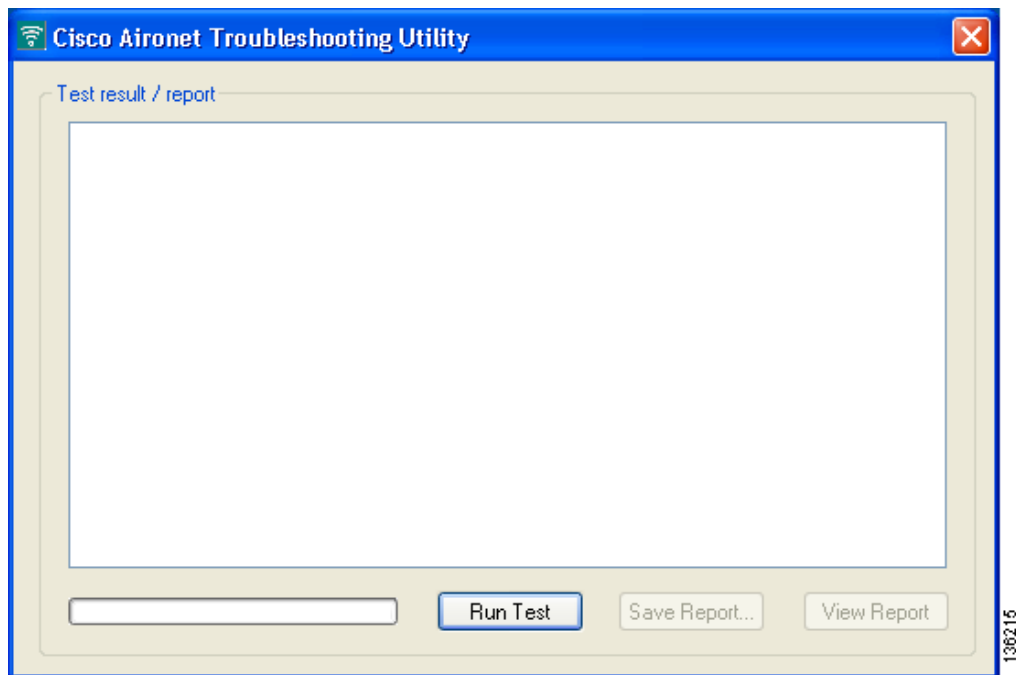 Cisco Aironet Troubleshooting Utility
Test result / report
Run Test
Save Report...
View Report
136215